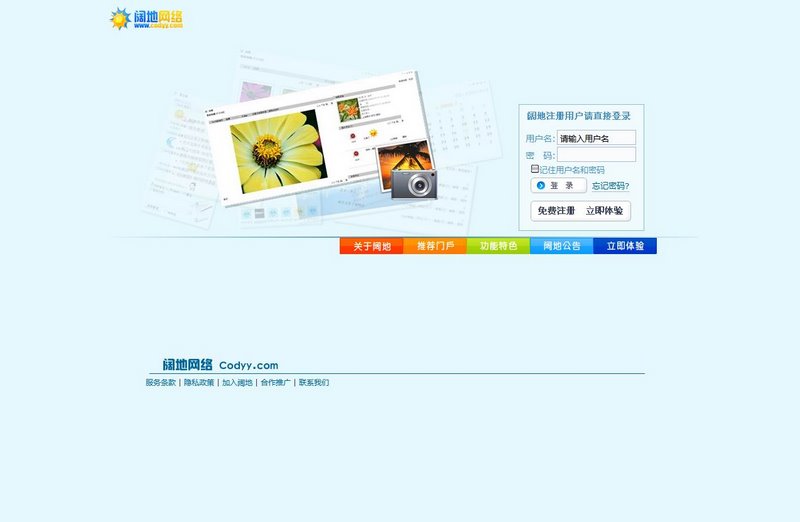 阔地网络
www.codyy.com
阔地注册用户请直接登录
用户名: 请输入用户名
密 码:
记住用户名和密码
登 录 忘记密码?
免费注册 立即体验
关于阔地 推荐门户 功能特色 阔地公告 立即体验
阔地网络 Codyy.com
服务条款 | 隐私政策 | 加入阔地 | 合作推广 | 联系我们